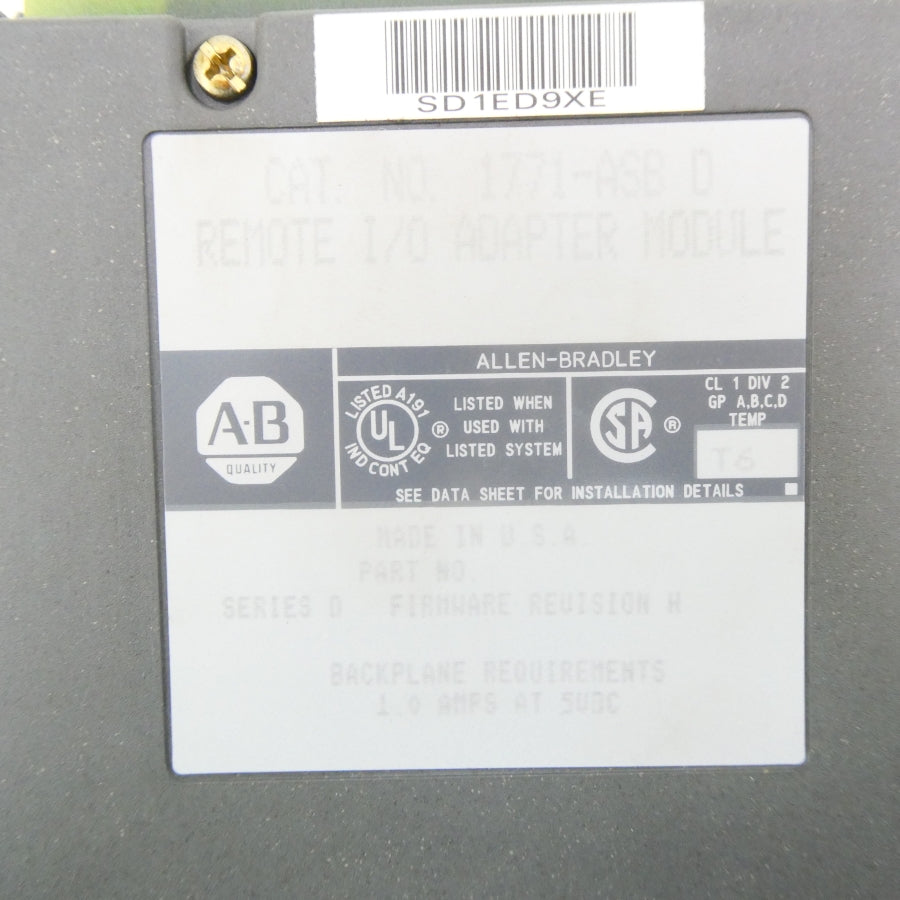 SD1ED9XE
CAT. NO. 1771-ASB D
REMOTE I/O ADAPTER MODULE
ALLEN-BRADLEY
A-B
QUALITY
LISTED A191
UL
IND CONT EQ
®
LISTED WHEN
USED WITH
LISTED SYSTEM
SA
®
CL 1 DIV 2
GP A,B,C,D
TEMP
T6
SEE DATA SHEET FOR INSTALLATION DETAILS
MADE IN U.S.A.
PART NO.
SERIES D FIRMWARE REVISION H
BACKPLANE REQUIREMENTS
1.0 AMPS AT 5VDC